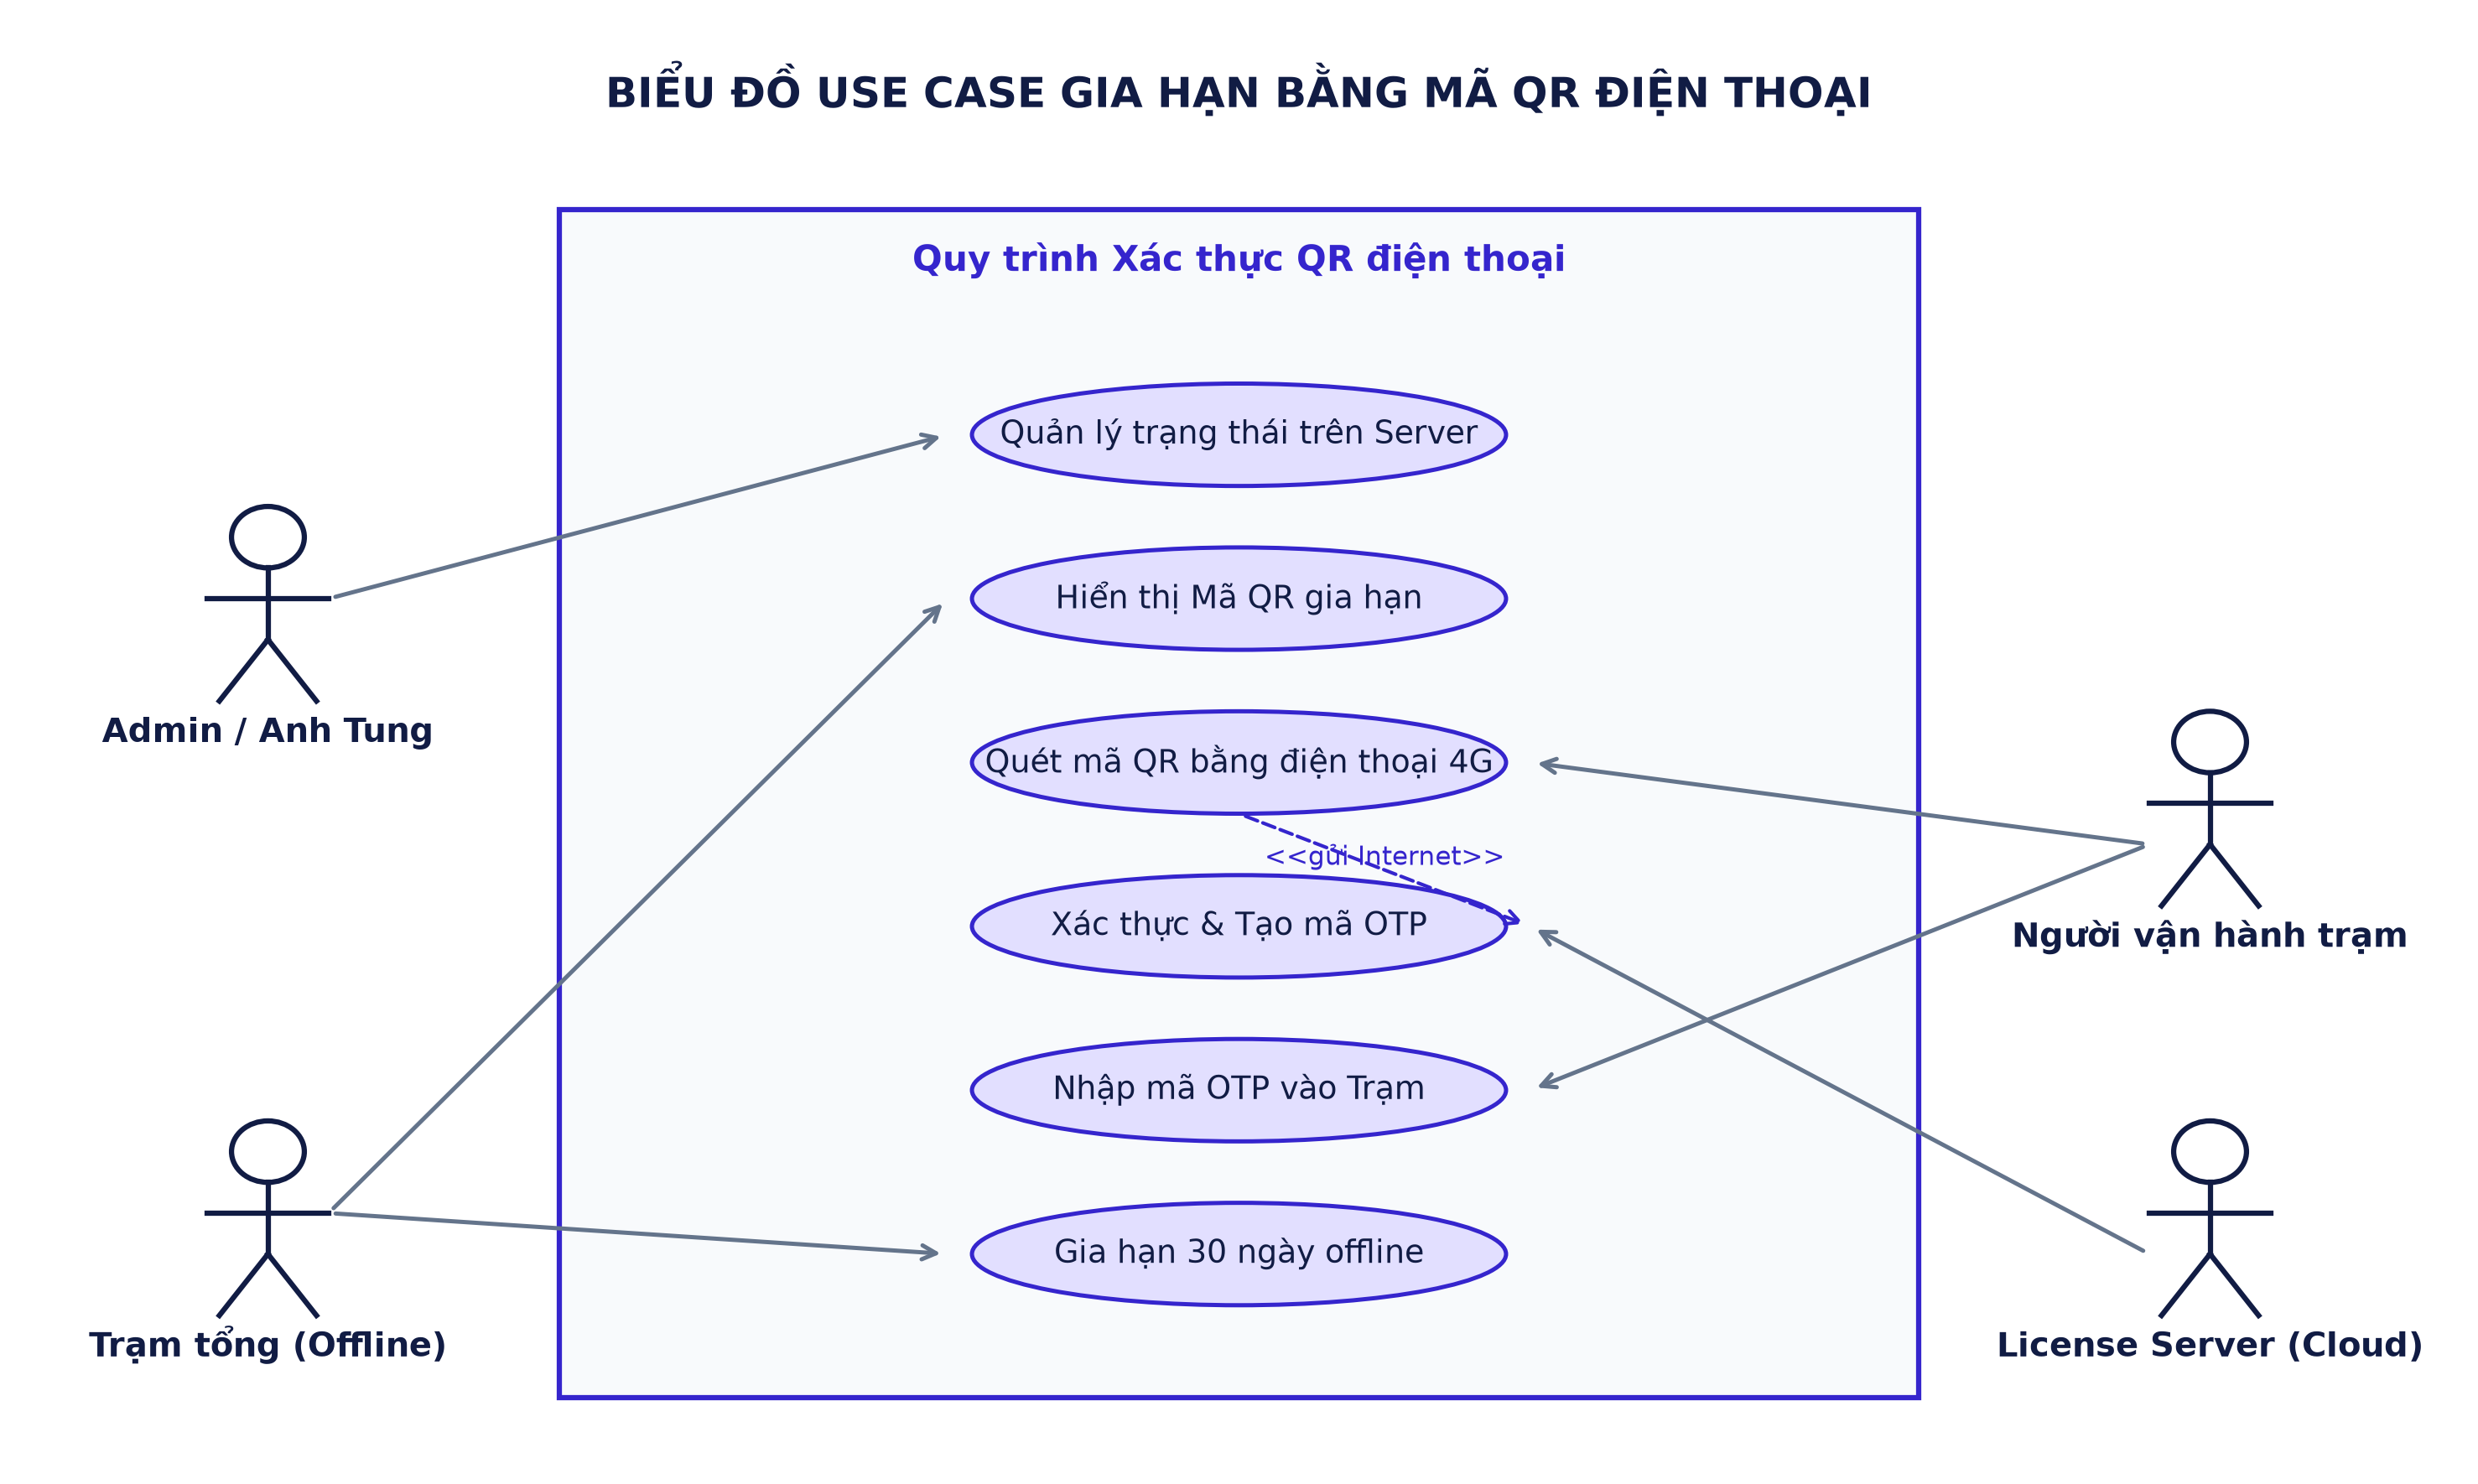 BIỂU ĐỒ USE CASE GIA HẠN BẰNG MÃ QR ĐIỆN THOẠI
Quy trình Xác thực QR điện thoại
Quản lý trạng thái trên Server
Hiển thị Mã QR gia hạn
Admin / Anh Tung
Quét mã QR bằng điện thoại 4G
<<gửi Internet>>
Xác thực & Tạo mã OTP
Người vận hành trạm
Nhập mã OTP vào Trạm
Gia hạn 30 ngày offline
Trạm tổng (Offline)
License Server (Cloud)